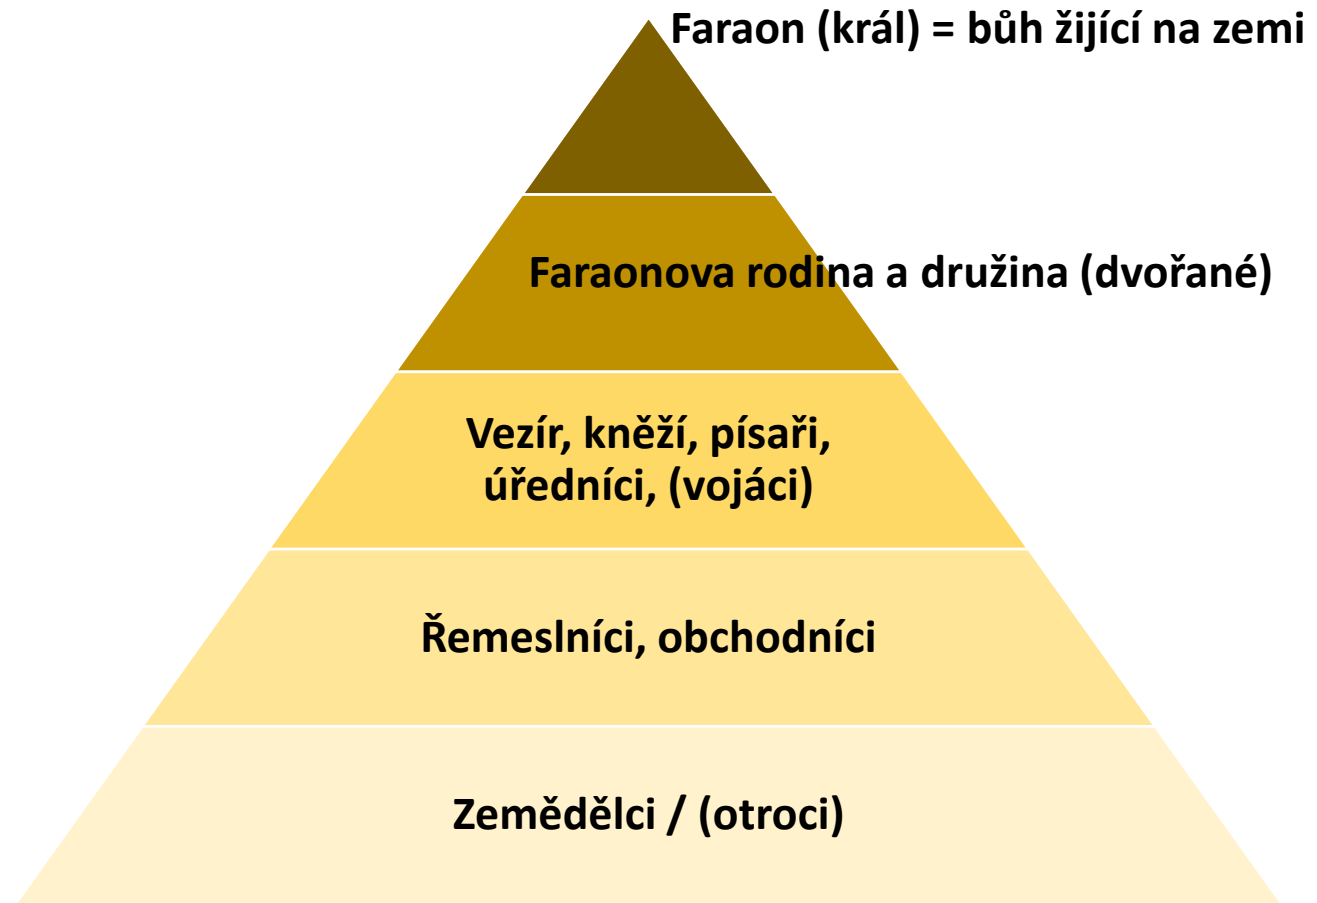 Faraon (král) = bůh žijící na zemi
Faraonova rodina a družina (dvořané)
Vezír, kněží, písaři,
úředníci, (vojáci)
Řemeslníci, obchodníci
Zemědělci / (otroci)